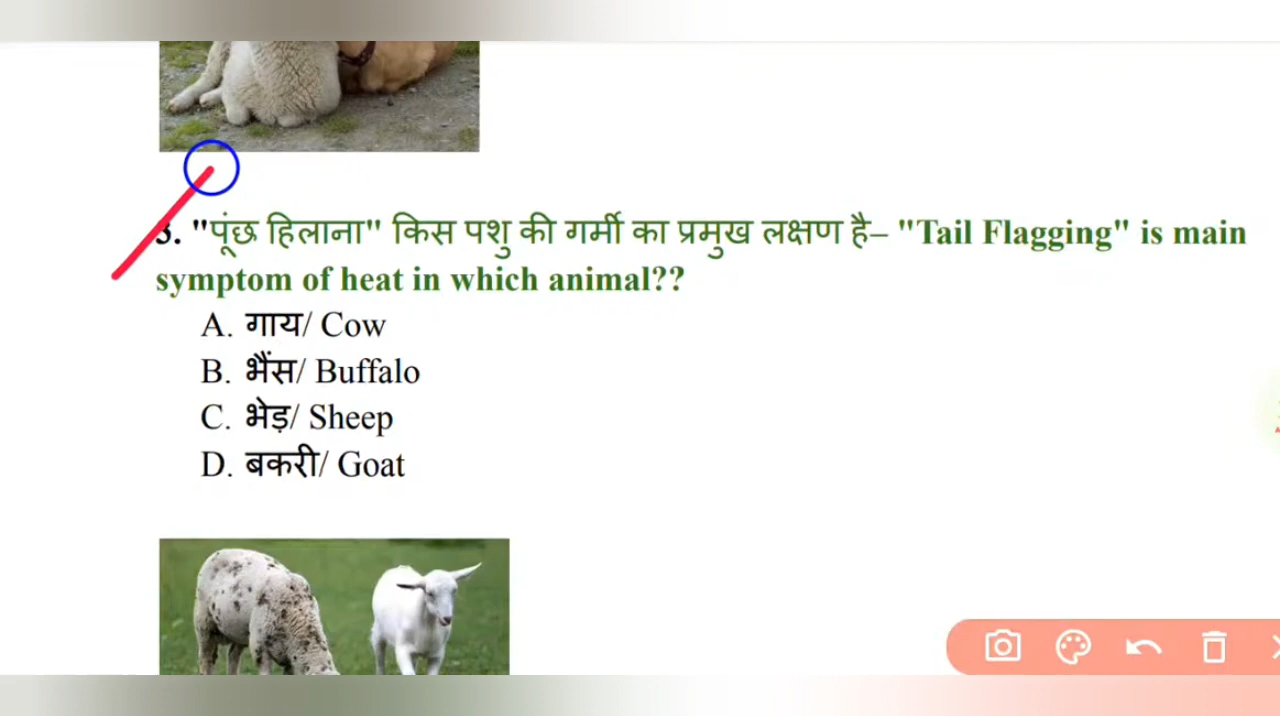 3. "पूंछ हिलाना" किस पशु की गर्मी का प्रमुख लक्षण है– "Tail Flagging" is main
symptom of heat in which animal??
A. गाय/ Cow
B. भैंस/ Buffalo
C. भेड़/ Sheep
D. बकरी/ Goat